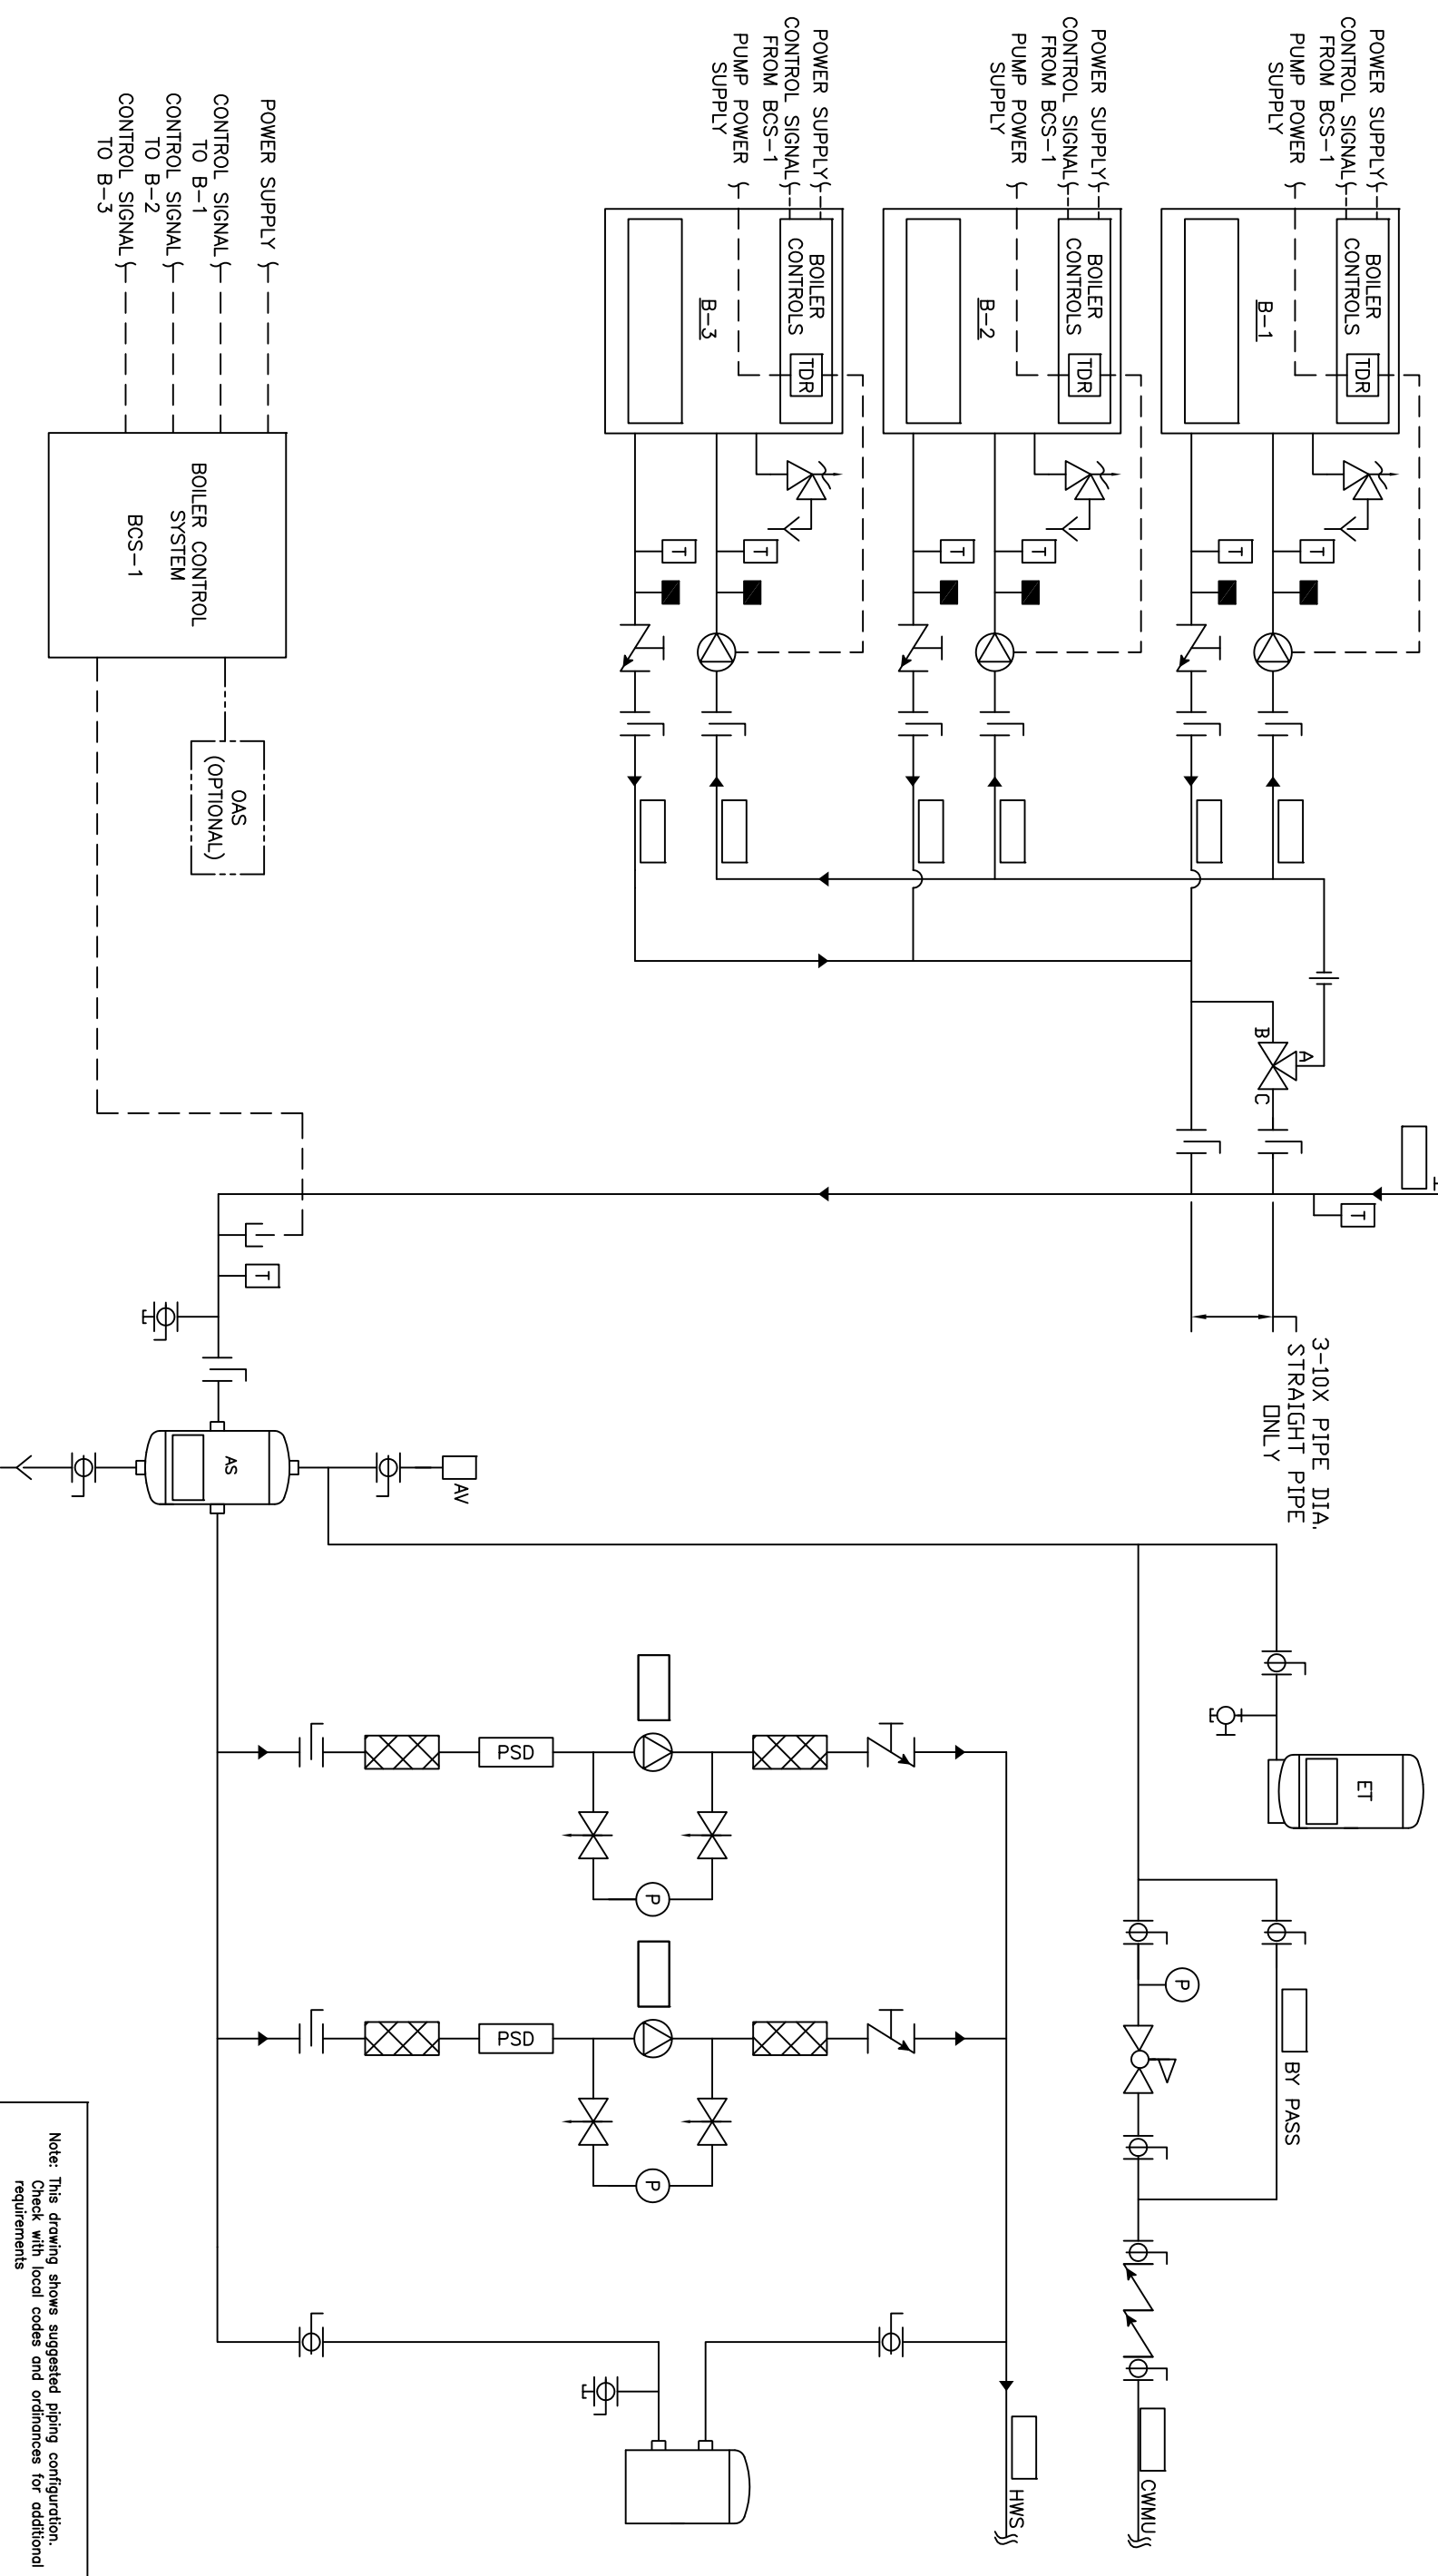 POWER SUPPLY
CONTROL SIGNAL
FROM BCS-1
PUMP POWER
SUPPLY
BOILER
CONTROLS
TDR
B-1
T
T
POWER SUPPLY
CONTROL SIGNAL
FROM BCS-1
PUMP POWER
SUPPLY
BOILER
CONTROLS
TDR
B-2
T
T
POWER SUPPLY
CONTROL SIGNAL
FROM BCS-1
PUMP POWER
SUPPLY
BOILER
CONTROLS
TDR
B-3
T
T
A
B
C
T
3-10X PIPE DIA.
STRAIGHT PIPE
ONLY
POWER SUPPLY
CONTROL SIGNAL
TO B-1
CONTROL SIGNAL
TO B-2
CONTROL SIGNAL
TO B-3
BOILER CONTROL
SYSTEM
BCS-1
OAS
(OPTIONAL)
T
AS
AV
ET
P
BY PASS
CWMU
PSD
P
PSD
P
HWS
Note: This drawing shows suggested piping configuration.
Check with local codes and ordinances for additional
requirements